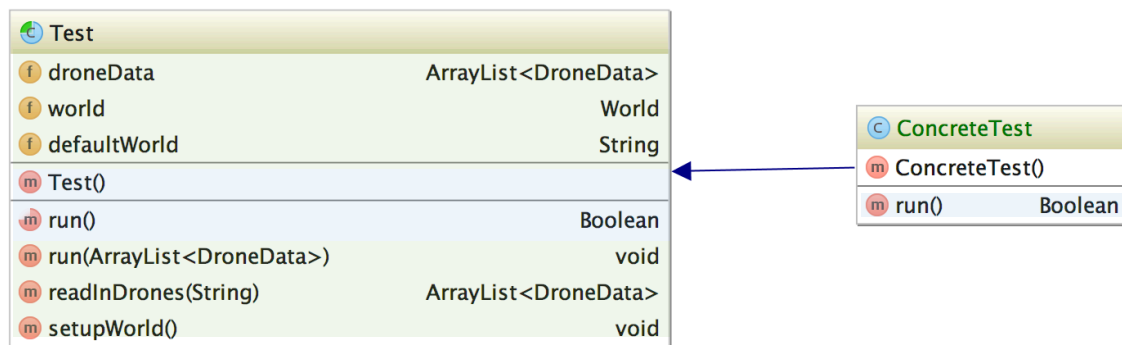 Test
droneData ArrayList<DroneData>
world World
defaultWorld String
Test()
run() Boolean
run(ArrayList<DroneData>) void
readInDrones(String) ArrayList<DroneData>
setupWorld() void
ConcreteTest
ConcreteTest()
run() Boolean